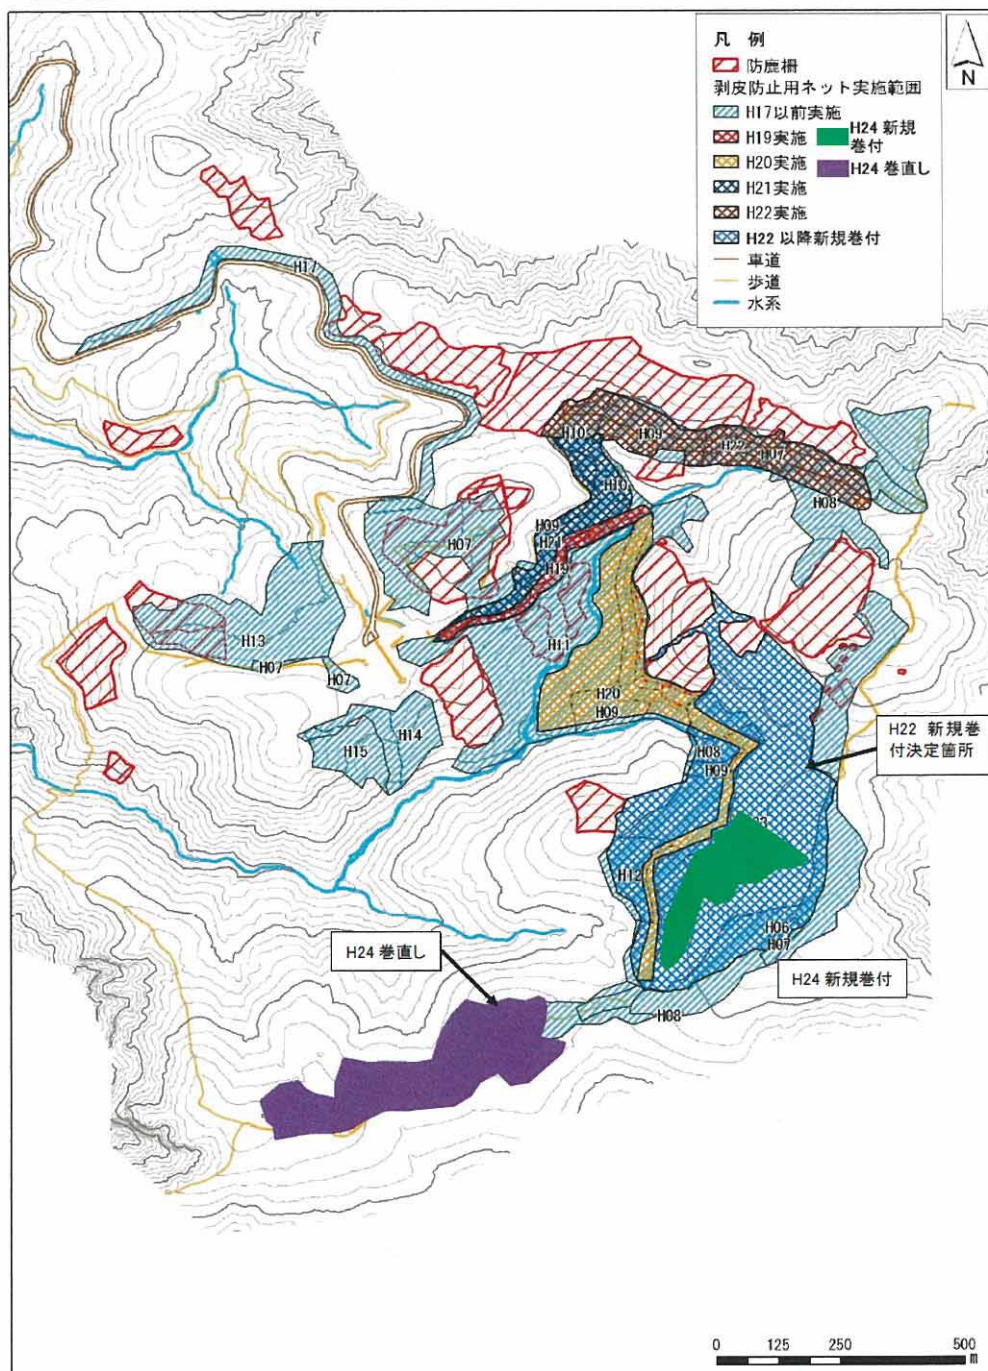 凡 例
防鹿柵
剥皮防止用ネット実施範囲
H17以前実施
H19実施
H24 新規
巻付
H20実施
H24 巻直し
H21実施
H22実施
H22 以降新規巻付
車道
歩道
水系
N
H17
H10
H09
H22
H07
H10
H08
H09
H21
H07
H19
H11
H13
H07
H07
H20
H09
H14
H15
H08
H09
H22 新規巻
付決定箇所
H12
H06
H07
H24 巻直し
H24 新規巻付
H08
0 125 250 500
m